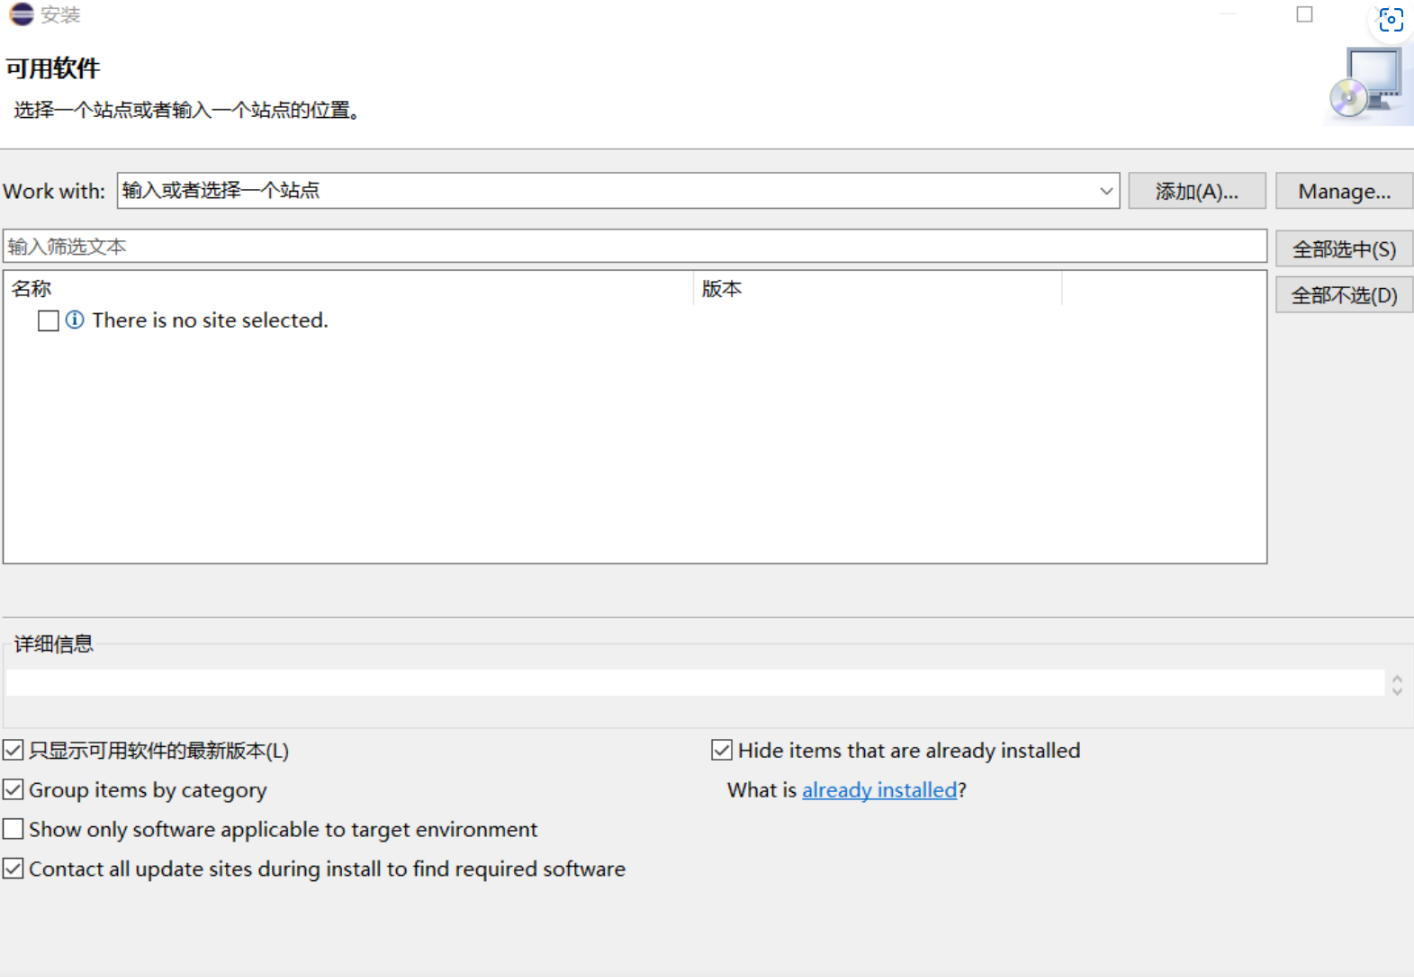 安装
可用软件
选择一个站点或者输入一个站点的位置。
Work with: 输入或者选择一个站点 添加(A)... Manage...
输入筛选文本 全部选中(S)
名称 版本 全部不选(D)
There is no site selected.
详细信息
只显示可用软件的最新版本(L) Hide items that are already installed
Group items by category What is already installed?
Show only software applicable to target environment
Contact all update sites during install to find required software